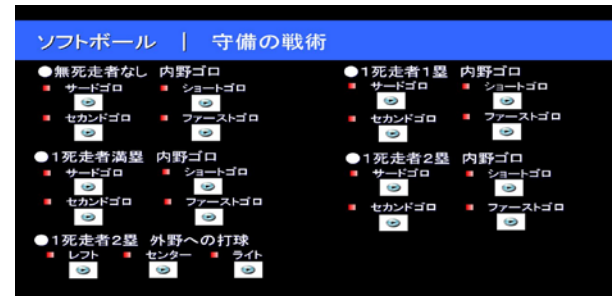 ソフトボール | 守備の戦術
●無死走者なし 内野ゴロ
サードゴロ ショートゴロ
セカンドゴロ ファーストゴロ
●1死走者満塁 内野ゴロ
サードゴロ ショートゴロ
セカンドゴロ ファーストゴロ
●1死走者2塁 外野への打球
レフト センター ライト
●1死走者1塁 内野ゴロ
サードゴロ ショートゴロ
セカンドゴロ ファーストゴロ
●1死走者2塁 内野ゴロ
サードゴロ ショートゴロ
セカンドゴロ ファーストゴロ